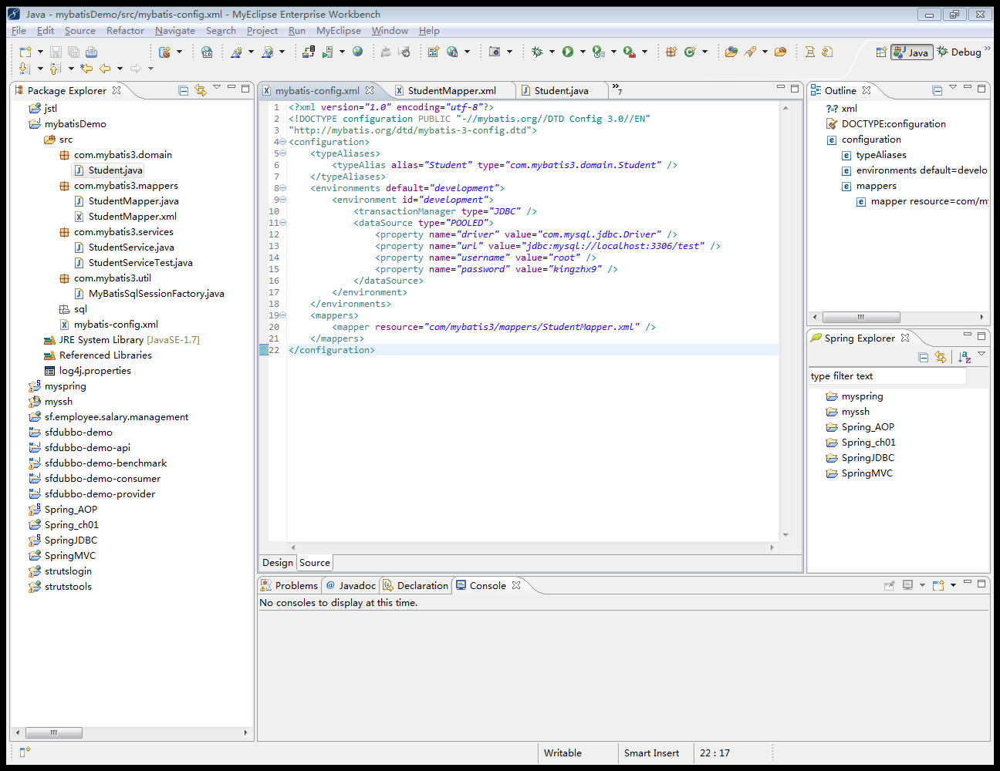 Java - mybatisDemo/src/mybatis-config.xml - MyEclipse Enterprise Workbench
File Edit Source Refactor Navigate Search Project Run MyEclipse Window Help
Java Debug
Package Explorer
jstl
mybatisDemo
src
com.mybatis3.domain
Student.java
com.mybatis3.mappers
StudentMapper.java
StudentMapper.xml
com.mybatis3.services
StudentService.java
StudentServiceTest.java
com.mybatis3.util
MyBatisSqlSessionFactory.java
sql
mybatis-config.xml
JRE System Library [JavaSE-1.7]
Referenced Libraries
log4j.properties
myspring
myssh
sf.employee.salary.management
sfdubbo-demo
sfdubbo-demo-api
sfdubbo-demo-benchmark
sfdubbo-demo-consumer
sfdubbo-demo-provider
Spring_AOP
Spring_ch01
SpringJDBC
SpringMVC
strutslogin
strutstools
mybatis-config.xml StudentMapper.xml Student.java »7
1 <?xml version="1.0" encoding="utf-8"?>
2 <!DOCTYPE configuration PUBLIC "-//mybatis.org//DTD Config 3.0//EN"
3 "http://mybatis.org/dtd/mybatis-3-config.dtd">
4 <configuration>
5 <typeAliases>
6 <typeAlias alias="Student" type="com.mybatis3.domain.Student" />
7 </typeAliases>
8 <environments default="development">
9 <environment id="development">
10 <transactionManager type="JDBC" />
11 <dataSource type="POOLED">
12 <property name="driver" value="com.mysql.jdbc.Driver" />
13 <property name="url" value="jdbc:mysql://localhost:3306/test" />
14 <property name="username" value="root" />
15 <property name="password" value="kingzhx9" />
16 </dataSource>
17 </environment>
18 </environments>
19 <mappers>
20 <mapper resource="com/mybatis3/mappers/StudentMapper.xml" />
21 </mappers>
22 </configuration>
Design Source
Outline
xml
DOCTYPE:configuration
configuration
typeAliases
environments default=develo
mappers
mapper resource=com/my
Spring Explorer
type filter text
myspring
myssh
Spring_AOP
Spring_ch01
SpringJDBC
SpringMVC
Problems Javadoc Declaration Console
No consoles to display at this time.
Writable Smart Insert 22 : 17